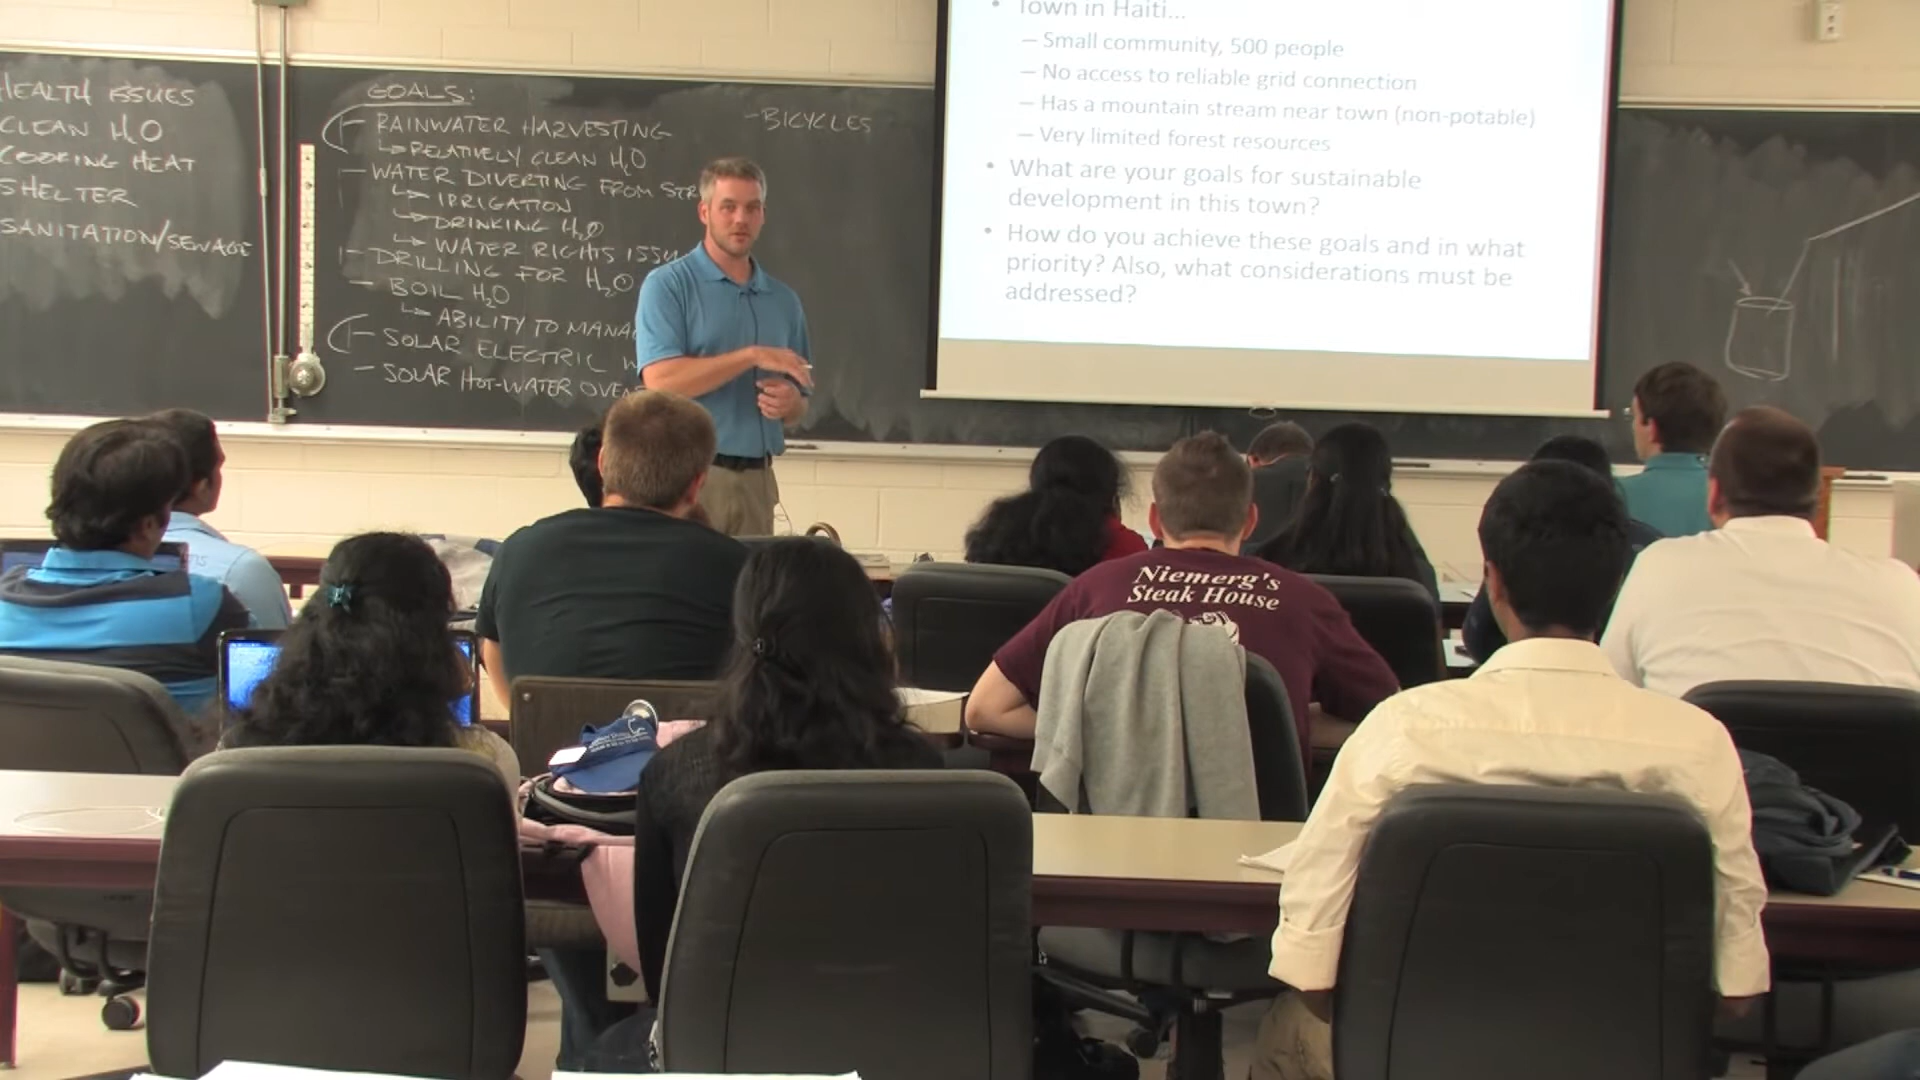 HEALTH ISSUES
CLEAN H2O
COOKING HEAT
SHELTER
SANITATION/SEWAGE
GOALS:
- RAINWATER HARVESTING
↳ RELATIVELY CLEAN H2O
- WATER DIVERTING FROM
↳ IRRIGATION
↳ DRINKING H2O
↳ WATER RIGHTS
- DRILLING FOR H2O
- BOIL H2O
↳ ABILITY TO
- SOLAR ELECTRIC
- SOLAR HOT-WATER
- BICYCLES
• Town in Haiti...
– Small community, 500 people
– No access to reliable grid connection
– Has a mountain stream near town (non-potable)
– Very limited forest resources
• What are your goals for sustainable
development in this town?
• How do you achieve these goals and in what
priority? Also, what considerations must be
addressed?
Niemerg's
Steak House